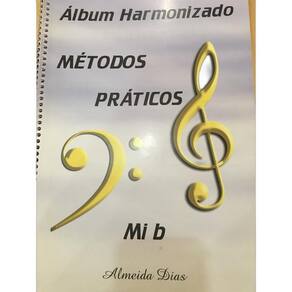 Álbum Harmonizado
MÉTODOS
PRÁTICOS
Mi b
Almeida Dias